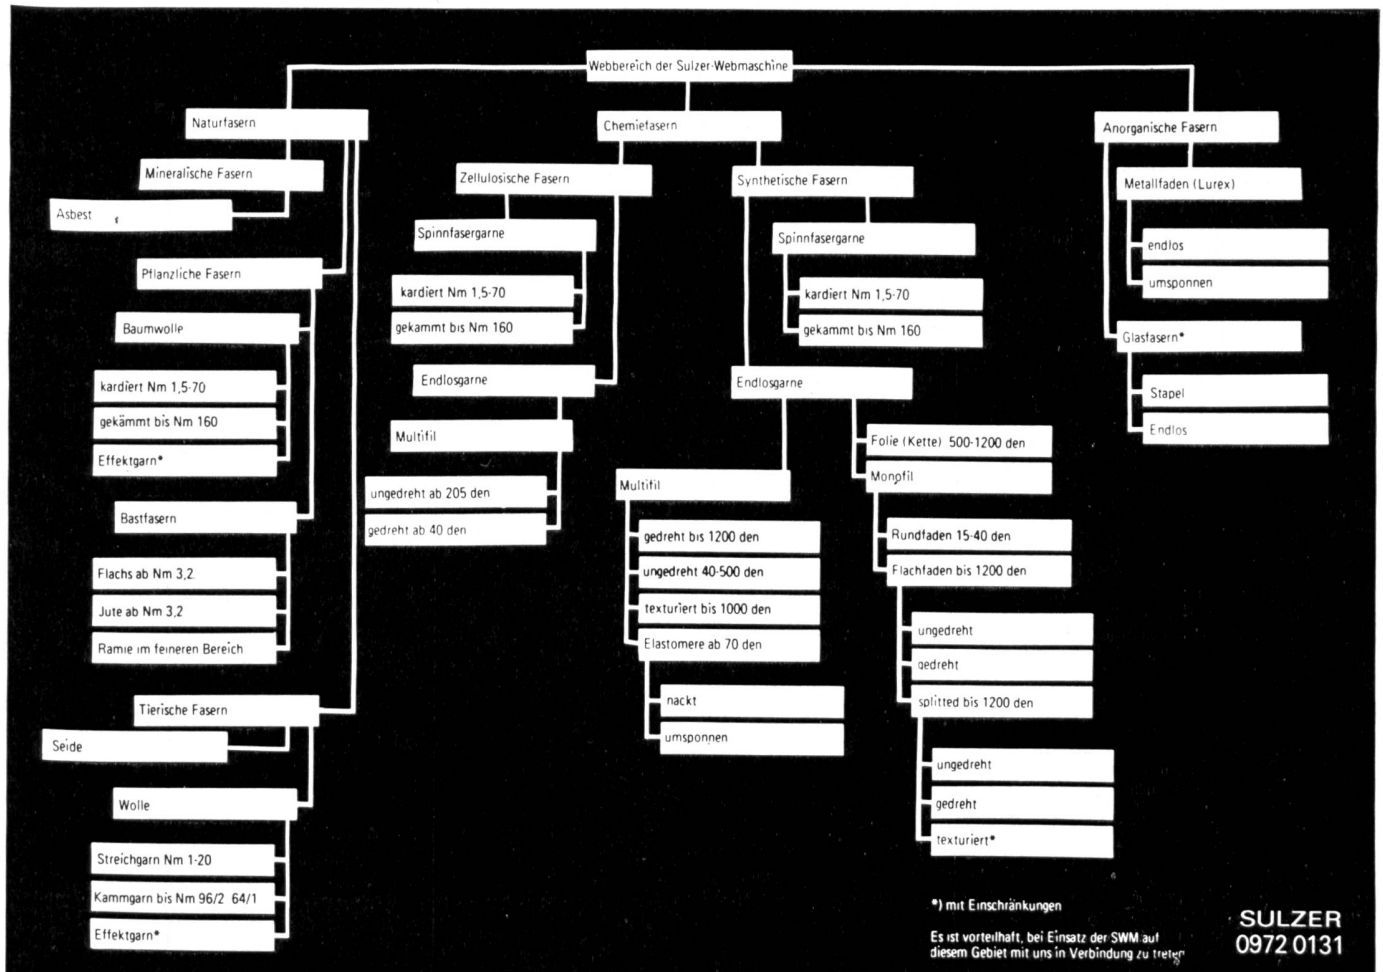 Webbereich der Sulzer-Webmaschine
Naturfasern
Mineralische Fasern
Asbest
Pflanzliche Fasern
Baumwolle
kardiert Nm 1,5-70
gekämmt bis Nm 160
Effektgarn*
Bastfasern
Flachs ab Nm 3,2
Jute ab Nm 3,2
Ramie im feineren Bereich
Tierische Fasern
Seide
Wolle
Streichgarn Nm 1-20
Kammgarn bis Nm 96/2 64/1
Effektgarn*
Chemiefasern
Zellulosische Fasern
Spinnfasergarne
kardiert Nm 1,5-70
gekammt bis Nm 160
Endlosgarne
Multifil
ungedreht ab 205 den
gedreht ab 40 den
Synthetische Fasern
Spinnfasergarne
kardiert Nm 1,5-70
gekammt bis Nm 160
Endlosgarne
Multifil
gedreht bis 1200 den
ungedreht 40-500 den
texturiert bis 1000 den
Elastomere ab 70 den
nackt
umsponnen
Folie (Kette) 500-1200 den
Monofil
Rundfaden 15-40 den
Flachfaden bis 1200 den
ungedreht
gedreht
splitted bis 1200 den
ungedreht
gedreht
texturiert*
Anorganische Fasern
Metallfaden (Lurex)
endlos
umsponnen
Glasfasern*
Stapel
Endlos
*) mit Einschränkungen
Es ist vorteilhaft, bei Einsatz der SWM auf
diesem Gebiet mit uns in Verbindung zu treten
SULZER
0972 0131